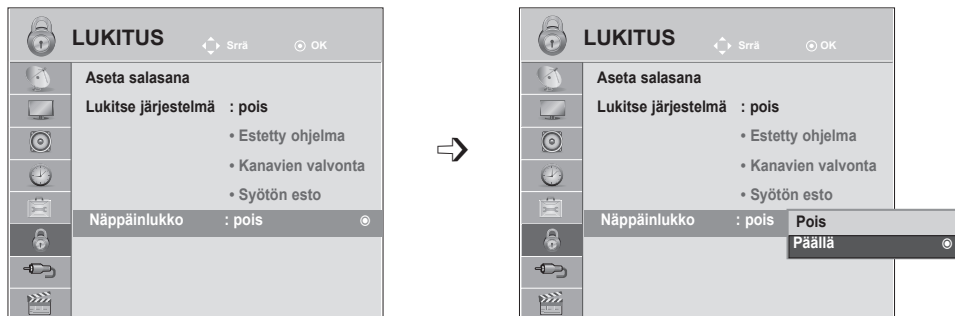 LUKITUS Srrä OK
Aseta salasana
Lukitse järjestelmä : pois
• Estetty ohjelma
• Kanavien valvonta
• Syötön esto
Näppäinlukko : pois
LUKITUS Srrä OK
Aseta salasana
Lukitse järjestelmä : pois
• Estetty ohjelma
• Kanavien valvonta
• Syötön esto
Näppäinlukko : pois
Pois
Päällä